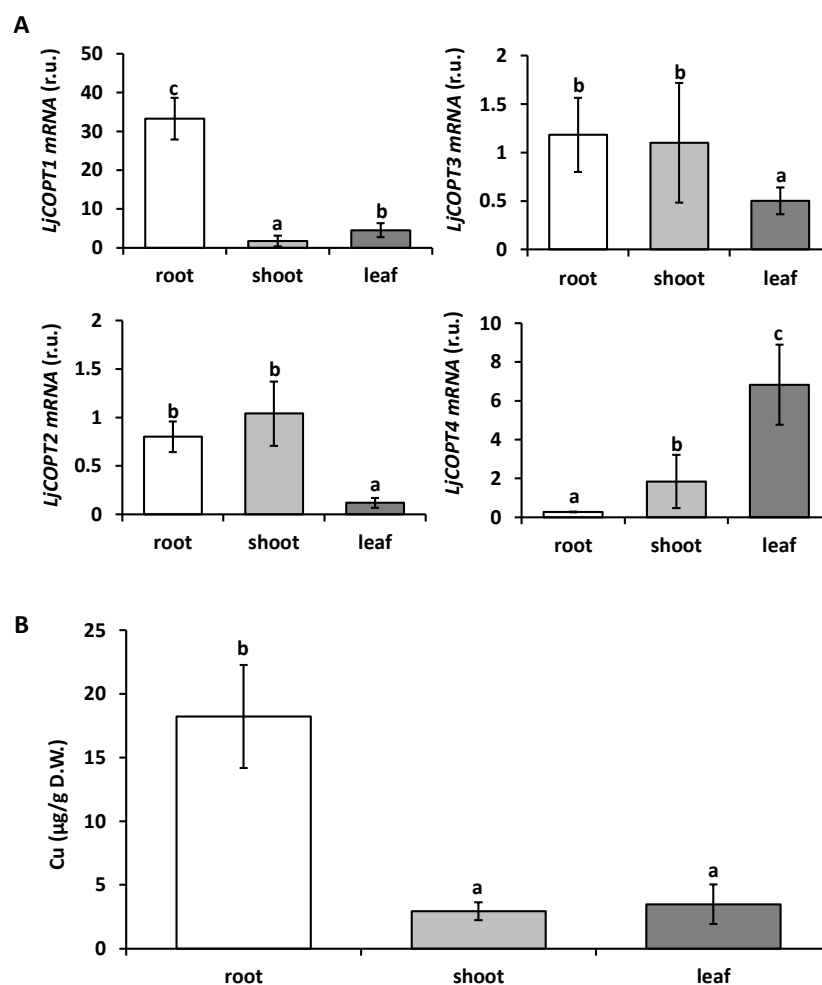 A
LjCOPT1 mRNA (r.u.)
50
40
30
20
10
0
c
a
b
root shoot leaf
LjCOPT3 mRNA (r.u.)
2
1.5
1
0.5
0
b
b
a
root shoot leaf
LjCOPT2 mRNA (r.u.)
2
1.5
1
0.5
0
b
b
a
root shoot leaf
LjCOPT4 mRNA (r.u.)
10
8
6
4
2
0
a
b
c
root shoot leaf
B
Cu (µg/g D.W.)
25
20
15
10
5
0
b
a
a
root shoot leaf